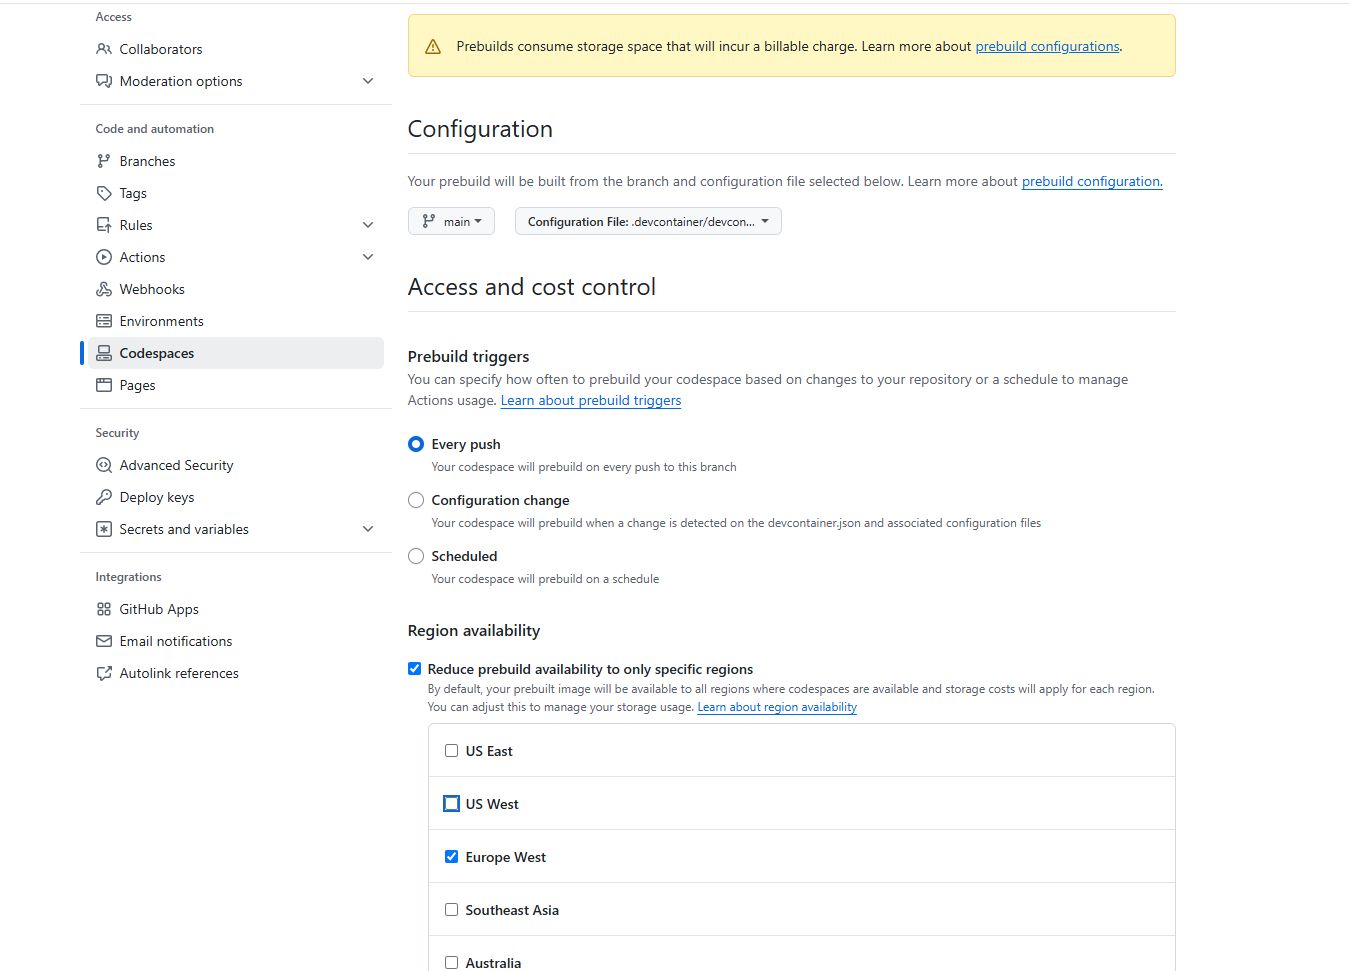 Access
Collaborators
Moderation options
Code and automation
Branches
Tags
Rules
Actions
Webhooks
Environments
Codespaces
Pages
Security
Advanced Security
Deploy keys
Secrets and variables
Integrations
GitHub Apps
Email notifications
Autolink references
Prebuilds consume storage space that will incur a billable charge. Learn more about prebuild configurations.
Configuration
Your prebuild will be built from the branch and configuration file selected below. Learn more about prebuild configuration.
main
Configuration File: .devcontainer/devcon...
Access and cost control
Prebuild triggers
You can specify how often to prebuild your codespace based on changes to your repository or a schedule to manage
Actions usage. Learn about prebuild triggers
Every push
Your codespace will prebuild on every push to this branch
Configuration change
Your codespace will prebuild when a change is detected on the devcontainer.json and associated configuration files
Scheduled
Your codespace will prebuild on a schedule
Region availability
Reduce prebuild availability to only specific regions
By default, your prebuilt image will be available to all regions where codespaces are available and storage costs will apply for each region.
You can adjust this to manage your storage usage. Learn about region availability
US East
US West
Europe West
Southeast Asia
Australia